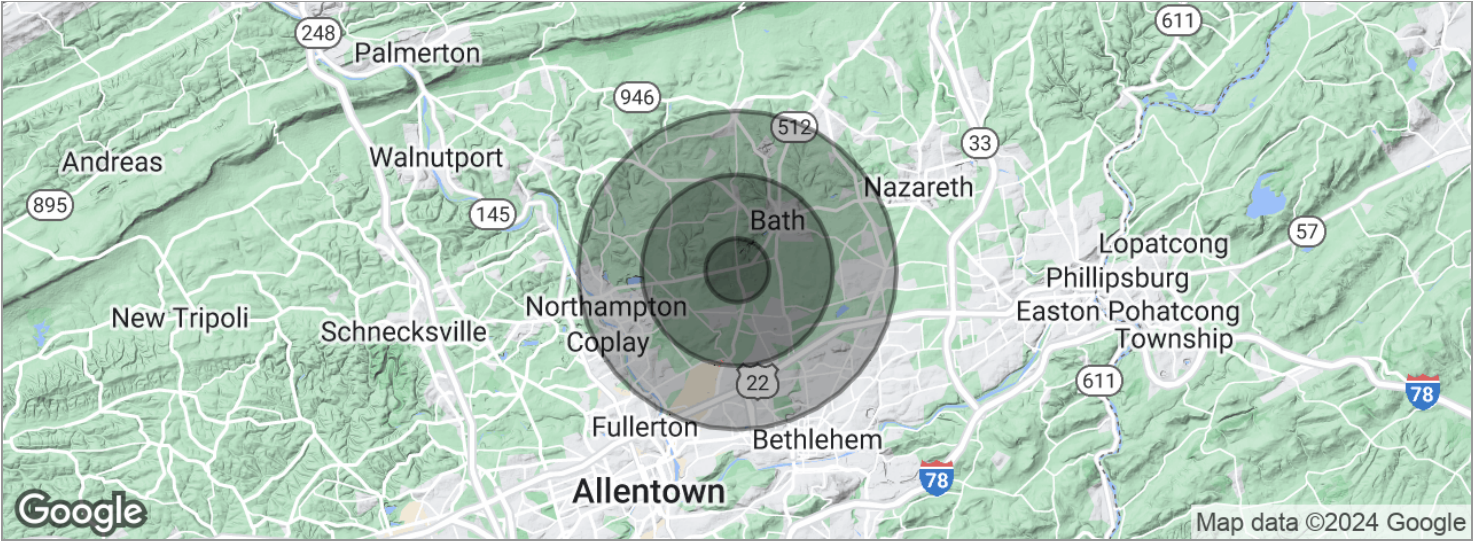 611
248
Palmerton
946
512
33
Andreas
Walnutport
Nazareth
895
145
Bath
57
Lopatcong
Phillipsburg
Northampton
New Tripoli
Easton Pohatcong
Township
Schnecksville
Coplay
22
611
78
Fullerton
Bethlehem
78
Allentown
Google
Map data ©2024 Google